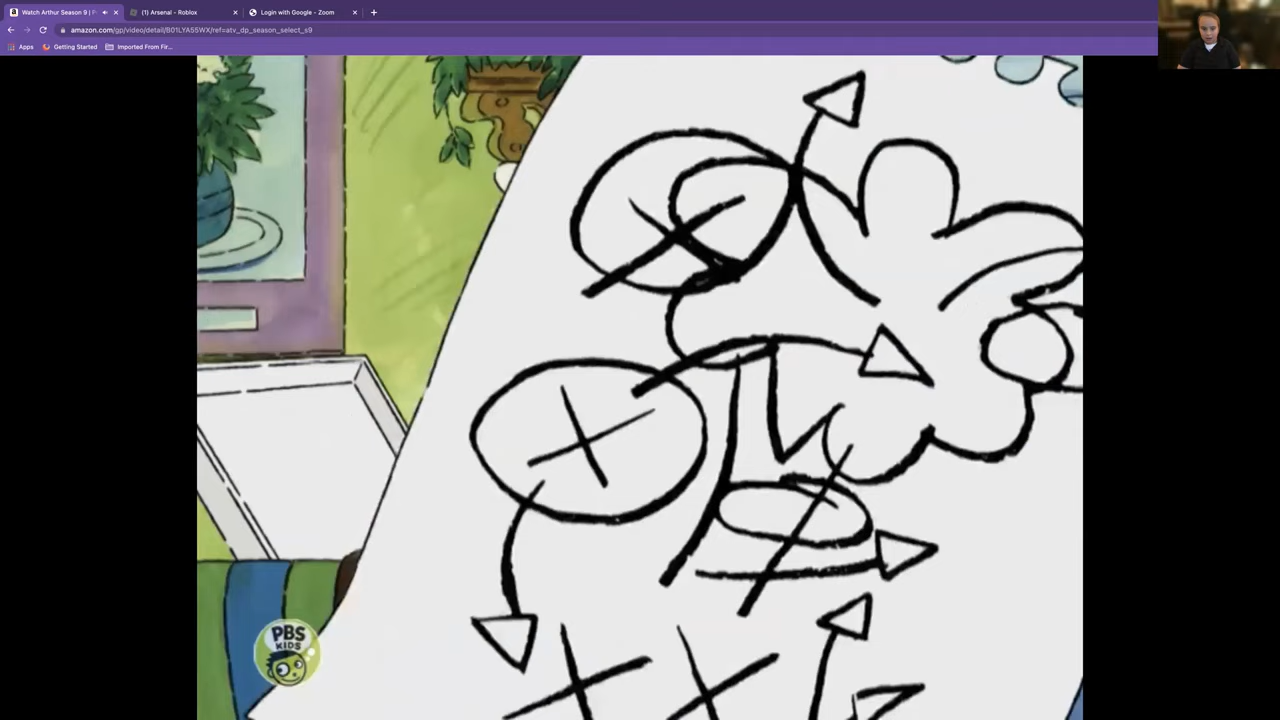 Watch Arthur Season 9 | P
(1) Arsenal - Roblox
Login with Google - Zoom
amazon.com/gp/video/detail/B01LYA55WX/ref=atv_dp_season_select_s9
Apps
Getting Started
Imported From Fir...
PBS
KIDS